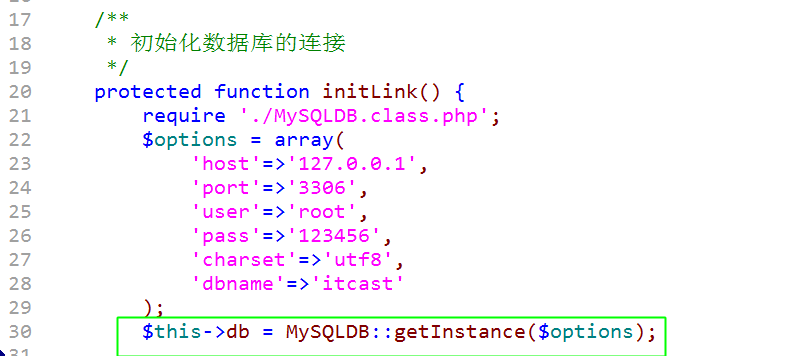 17 /**
18 * 初始化数据库的连接
19 */
20 protected function initLink() {
21 require './MySQLDB.class.php';
22 $options = array(
23 'host'=>'127.0.0.1',
24 'port'=>'3306',
25 'user'=>'root',
26 'pass'=>'123456',
27 'charset'=>'utf8',
28 'dbname'=>'itcast'
29 );
30 $this->db = MySQLDB::getInstance($options);
31